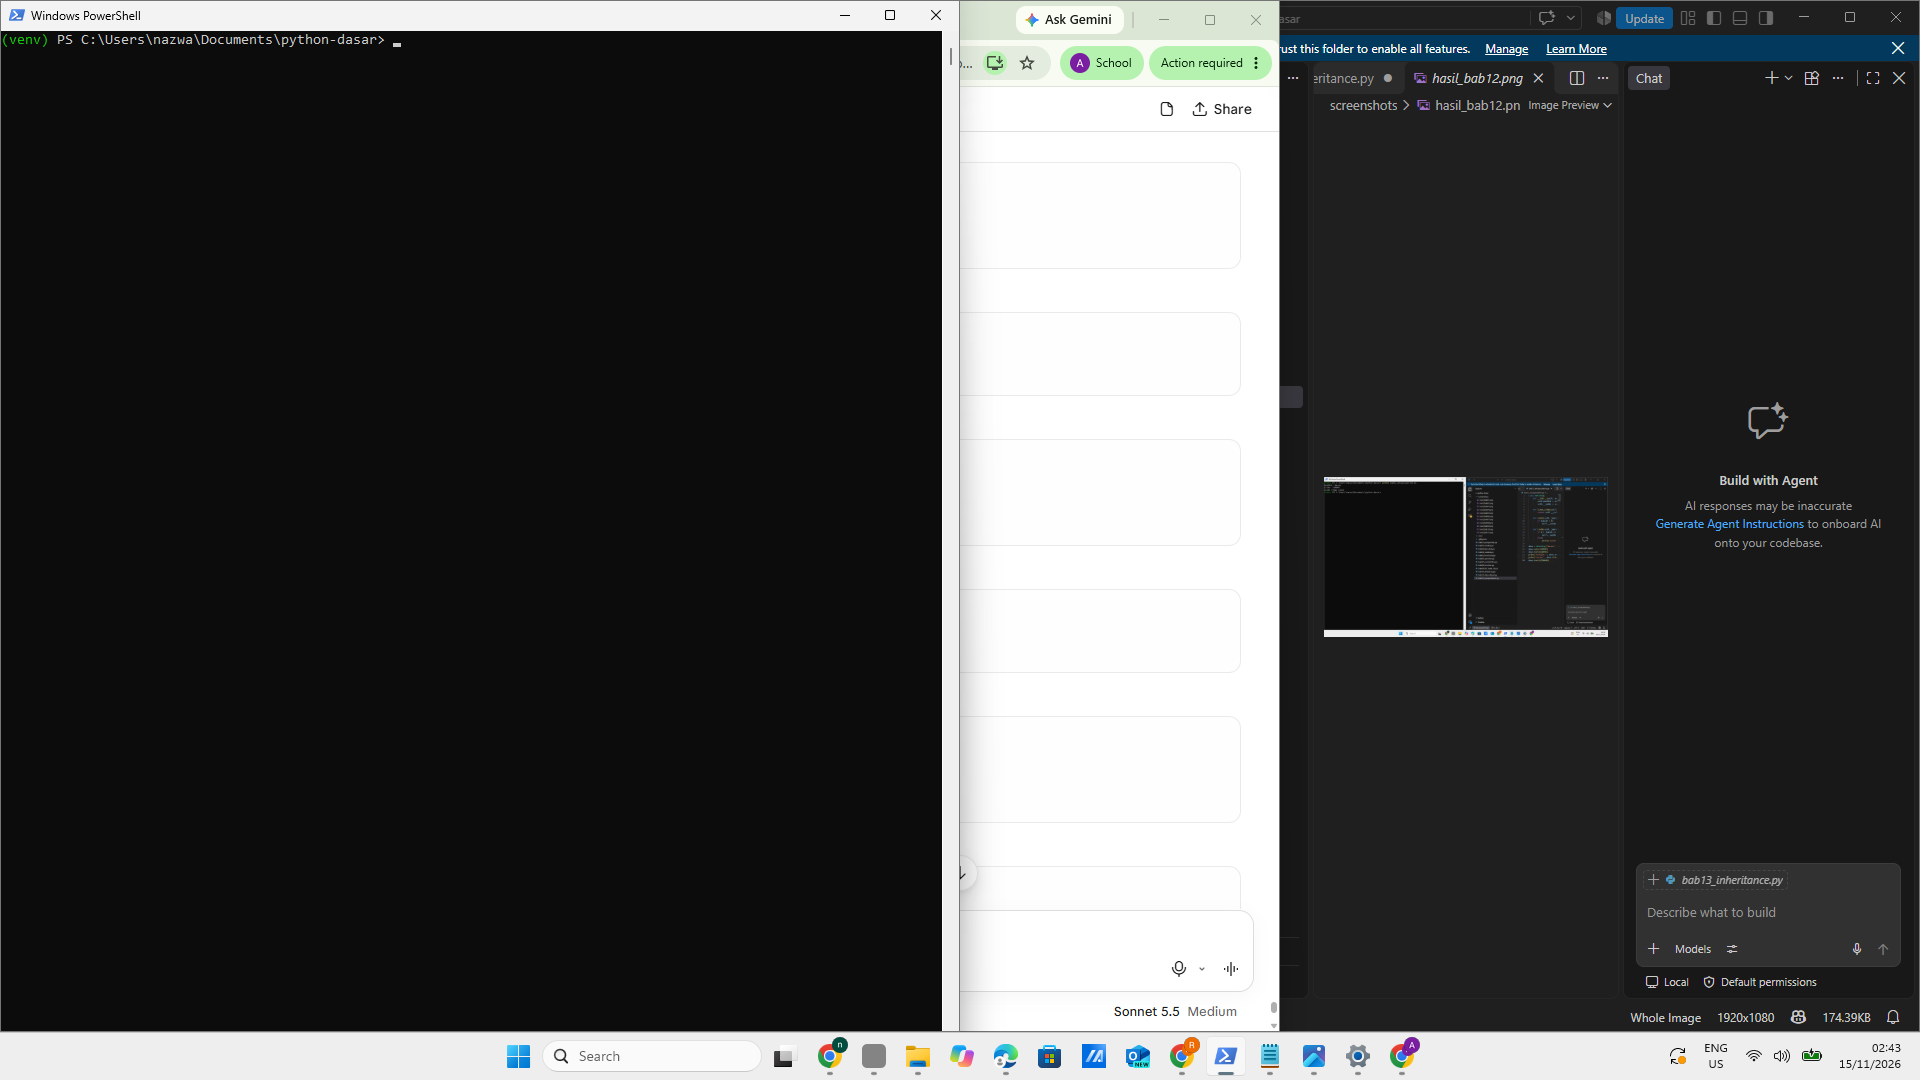 Windows PowerShell
(venv) PS C:\Users\nazwa\Documents\python-dasar>
Ask Gemini
School
Action required
Share
Sonnet 5.5 Medium
asar
Update
rust this folder to enable all features. Manage Learn More
eritance.py
hasil_bab12.png
screenshots > hasil_bab12.pn Image Preview
Chat
Build with Agent
AI responses may be inaccurate
Generate Agent Instructions to onboard AI
onto your codebase.
bab13_inheritance.py
Describe what to build
Models
Local
Default permissions
Whole Image 1920x1080 174.39KB
Search
ENG
US
02:43
15/11/2026